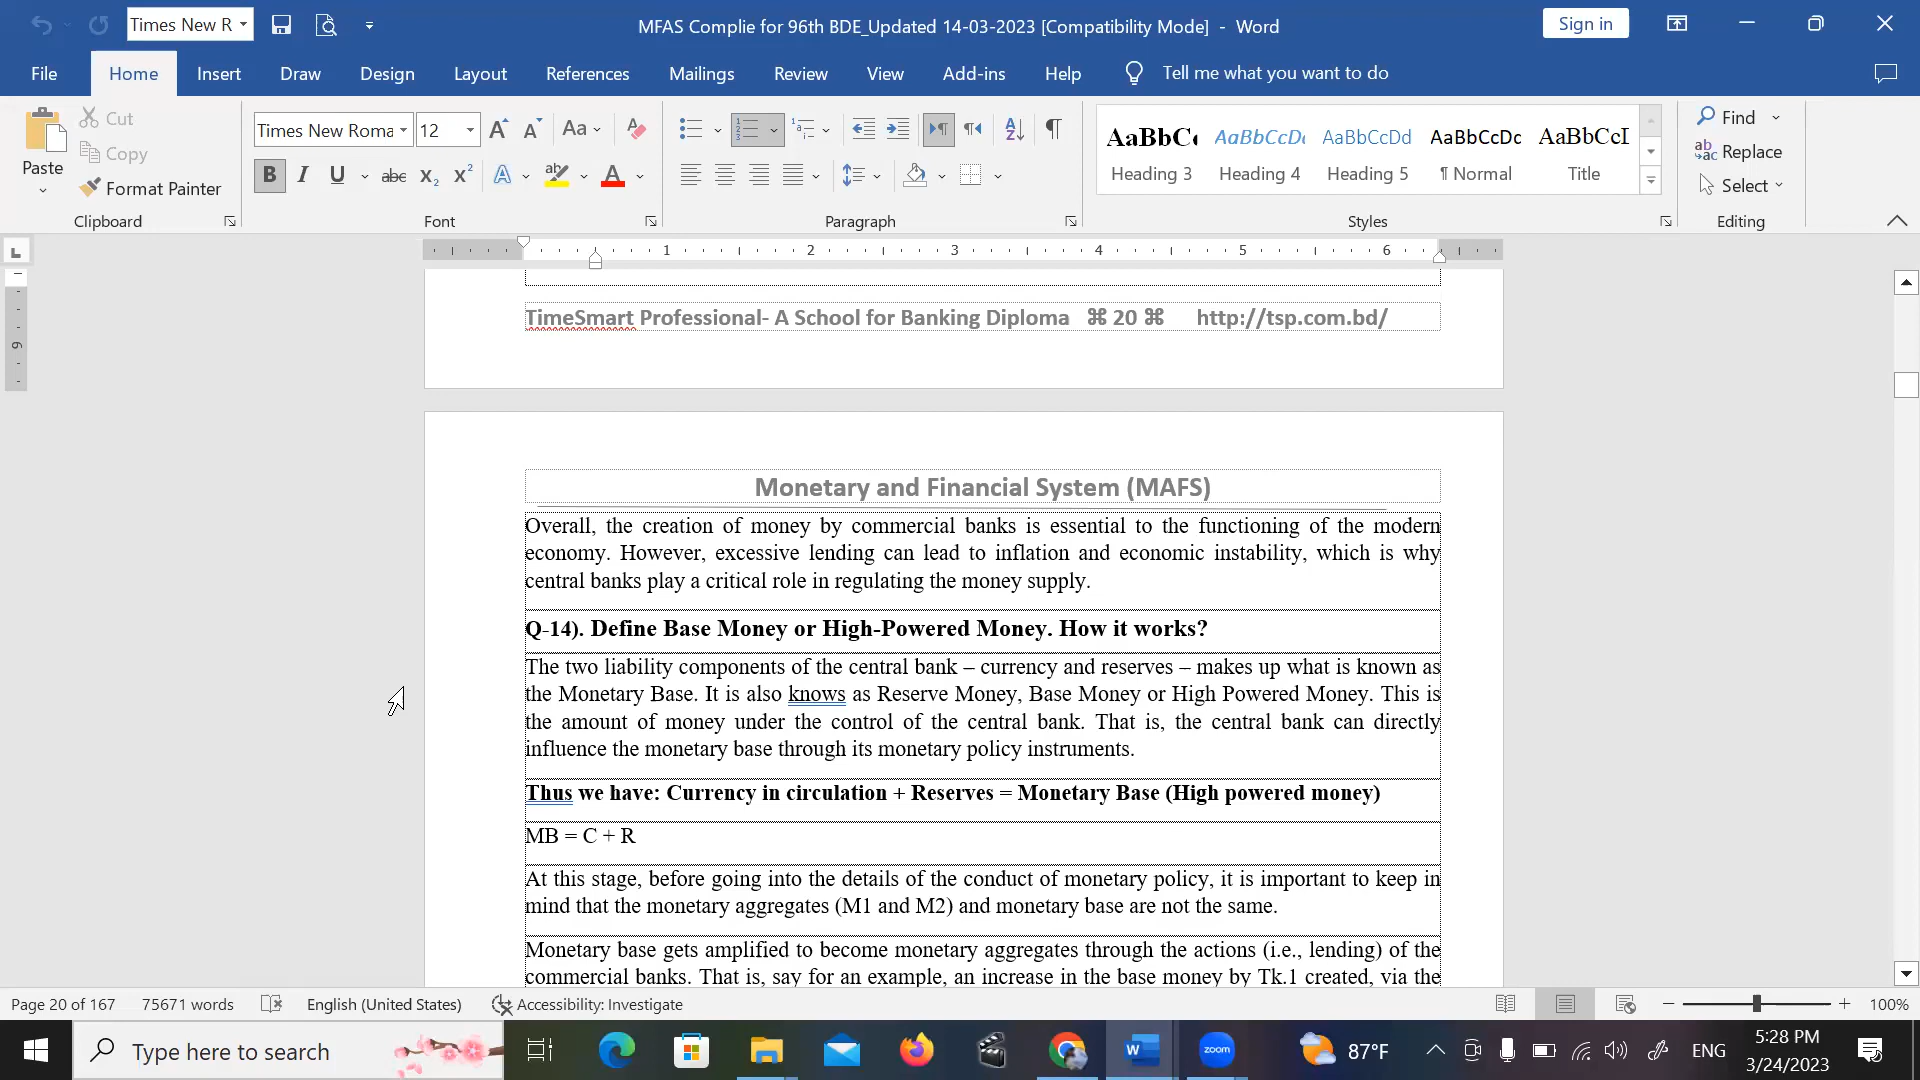 Times New R
MFAS Complie for 96th BDE_Updated 14-03-2023 [Compatibility Mode] - Word
Sign in
File Home Insert Draw Design Layout References Mailings Review View Add-ins Help Tell me what you want to do
Paste
Cut
Copy
Format Painter
Clipboard
Times New Roma 12
Font
Paragraph
AaBbCc AaBbCcDc AaBbCcDd AaBbCcDc AaBbCcI
Heading 3 Heading 4 Heading 5 ¶ Normal Title
Styles
Find
Replace
Select
Editing
1 2 3 4 5 6
9
TimeSmart Professional- A School for Banking Diploma ⌘ 20 ⌘ http://tsp.com.bd/
Monetary and Financial System (MAFS)
Overall, the creation of money by commercial banks is essential to the functioning of the modern
economy. However, excessive lending can lead to inflation and economic instability, which is why
central banks play a critical role in regulating the money supply.
Q-14). Define Base Money or High-Powered Money. How it works?
The two liability components of the central bank – currency and reserves – makes up what is known as
the Monetary Base. It is also knows as Reserve Money, Base Money or High Powered Money. This is
the amount of money under the control of the central bank. That is, the central bank can directly
influence the monetary base through its monetary policy instruments.
Thus we have: Currency in circulation + Reserves = Monetary Base (High powered money)
MB = C + R
At this stage, before going into the details of the conduct of monetary policy, it is important to keep in
mind that the monetary aggregates (M1 and M2) and monetary base are not the same.
Monetary base gets amplified to become monetary aggregates through the actions (i.e., lending) of the
commercial banks. That is, say for an example, an increase in the base money by Tk.1 created, via the
Page 20 of 167 75671 words English (United States) Accessibility: Investigate 100%
Type here to search
zoom
87°F
ENG
5:28 PM
3/24/2023